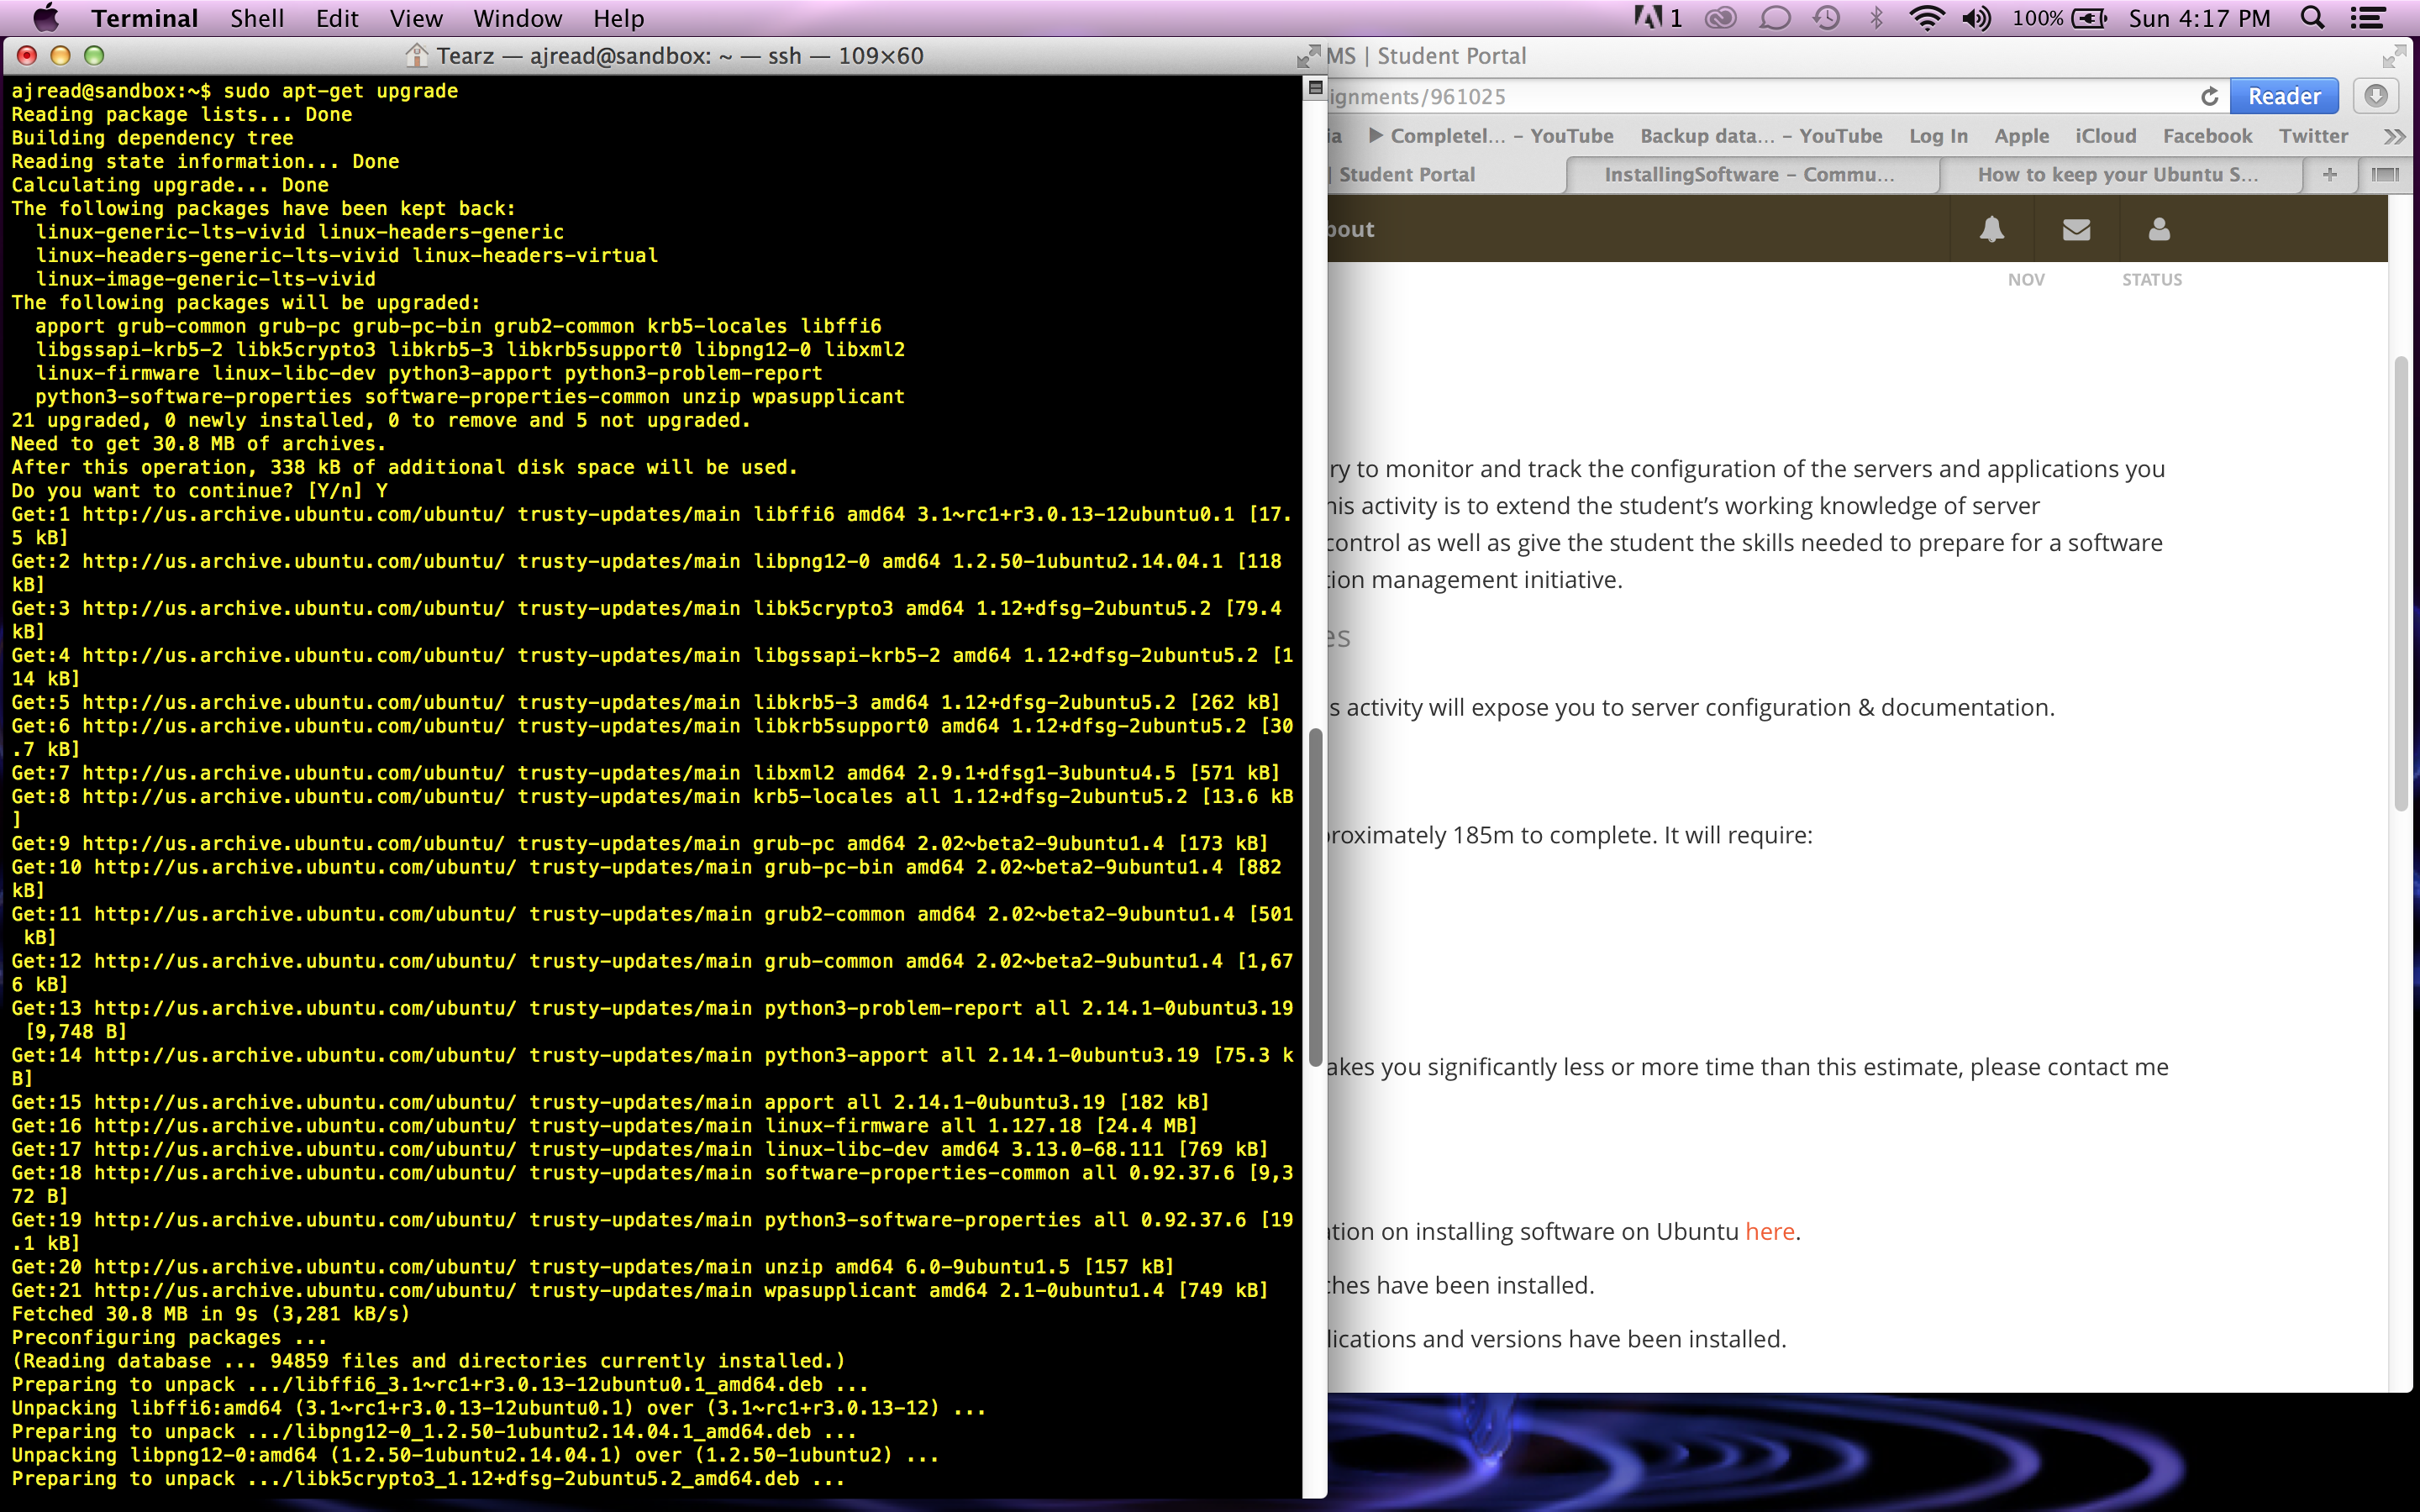 Terminal Shell Edit View Window Help
1 100% Sun 4:17 PM
Tearz — ajread@sandbox: ~ — ssh — 109×60
ajread@sandbox:~$ sudo apt-get upgrade
Reading package lists... Done
Building dependency tree
Reading state information... Done
Calculating upgrade... Done
The following packages have been kept back:
  linux-generic-lts-vivid linux-headers-generic
  linux-headers-generic-lts-vivid linux-headers-virtual
  linux-image-generic-lts-vivid
The following packages will be upgraded:
  apport grub-common grub-pc grub-pc-bin grub2-common krb5-locales libffi6
  libgssapi-krb5-2 libk5crypto3 libkrb5-3 libkrb5support0 libpng12-0 libxml2
  linux-firmware linux-libc-dev python3-apport python3-problem-report
  python3-software-properties software-properties-common unzip wpasupplicant
21 upgraded, 0 newly installed, 0 to remove and 5 not upgraded.
Need to get 30.8 MB of archives.
After this operation, 338 kB of additional disk space will be used.
Do you want to continue? [Y/n] Y
Get:1 http://us.archive.ubuntu.com/ubuntu/ trusty-updates/main libffi6 amd64 3.1~rc1+r3.0.13-12ubuntu0.1 [17.
5 kB]
Get:2 http://us.archive.ubuntu.com/ubuntu/ trusty-updates/main libpng12-0 amd64 1.2.50-1ubuntu2.14.04.1 [118
kB]
Get:3 http://us.archive.ubuntu.com/ubuntu/ trusty-updates/main libk5crypto3 amd64 1.12+dfsg-2ubuntu5.2 [79.4
kB]
Get:4 http://us.archive.ubuntu.com/ubuntu/ trusty-updates/main libgssapi-krb5-2 amd64 1.12+dfsg-2ubuntu5.2 [1
14 kB]
Get:5 http://us.archive.ubuntu.com/ubuntu/ trusty-updates/main libkrb5-3 amd64 1.12+dfsg-2ubuntu5.2 [262 kB]
Get:6 http://us.archive.ubuntu.com/ubuntu/ trusty-updates/main libkrb5support0 amd64 1.12+dfsg-2ubuntu5.2 [30
.7 kB]
Get:7 http://us.archive.ubuntu.com/ubuntu/ trusty-updates/main libxml2 amd64 2.9.1+dfsg1-3ubuntu4.5 [571 kB]
Get:8 http://us.archive.ubuntu.com/ubuntu/ trusty-updates/main krb5-locales all 1.12+dfsg-2ubuntu5.2 [13.6 kB
]
Get:9 http://us.archive.ubuntu.com/ubuntu/ trusty-updates/main grub-pc amd64 2.02~beta2-9ubuntu1.4 [173 kB]
Get:10 http://us.archive.ubuntu.com/ubuntu/ trusty-updates/main grub-pc-bin amd64 2.02~beta2-9ubuntu1.4 [882
kB]
Get:11 http://us.archive.ubuntu.com/ubuntu/ trusty-updates/main grub2-common amd64 2.02~beta2-9ubuntu1.4 [501
 kB]
Get:12 http://us.archive.ubuntu.com/ubuntu/ trusty-updates/main grub-common amd64 2.02~beta2-9ubuntu1.4 [1,67
6 kB]
Get:13 http://us.archive.ubuntu.com/ubuntu/ trusty-updates/main python3-problem-report all 2.14.1-0ubuntu3.19
 [9,748 B]
Get:14 http://us.archive.ubuntu.com/ubuntu/ trusty-updates/main python3-apport all 2.14.1-0ubuntu3.19 [75.3 k
B]
Get:15 http://us.archive.ubuntu.com/ubuntu/ trusty-updates/main apport all 2.14.1-0ubuntu3.19 [182 kB]
Get:16 http://us.archive.ubuntu.com/ubuntu/ trusty-updates/main linux-firmware all 1.127.18 [24.4 MB]
Get:17 http://us.archive.ubuntu.com/ubuntu/ trusty-updates/main linux-libc-dev amd64 3.13.0-68.111 [769 kB]
Get:18 http://us.archive.ubuntu.com/ubuntu/ trusty-updates/main software-properties-common all 0.92.37.6 [9,3
72 B]
Get:19 http://us.archive.ubuntu.com/ubuntu/ trusty-updates/main python3-software-properties all 0.92.37.6 [19
.1 kB]
Get:20 http://us.archive.ubuntu.com/ubuntu/ trusty-updates/main unzip amd64 6.0-9ubuntu1.5 [157 kB]
Get:21 http://us.archive.ubuntu.com/ubuntu/ trusty-updates/main wpasupplicant amd64 2.1-0ubuntu1.4 [749 kB]
Fetched 30.8 MB in 9s (3,281 kB/s)
Preconfiguring packages ...
(Reading database ... 94859 files and directories currently installed.)
Preparing to unpack .../libffi6_3.1~rc1+r3.0.13-12ubuntu0.1_amd64.deb ...
Unpacking libffi6:amd64 (3.1~rc1+r3.0.13-12ubuntu0.1) over (3.1~rc1+r3.0.13-12) ...
Preparing to unpack .../libpng12-0_1.2.50-1ubuntu2.14.04.1_amd64.deb ...
Unpacking libpng12-0:amd64 (1.2.50-1ubuntu2.14.04.1) over (1.2.50-1ubuntu2) ...
Preparing to unpack .../libk5crypto3_1.12+dfsg-2ubuntu5.2_amd64.deb ...
MS | Student Portal
ignments/961025 Reader
ia ▶ Completel... – YouTube Backup data... – YouTube Log In Apple iCloud Facebook Twitter >>
| Student Portal InstallingSoftware – Commu... How to keep your Ubuntu S... +
bout
NOV STATUS
ry to monitor and track the configuration of the servers and applications you
his activity is to extend the student's working knowledge of server
control as well as give the student the skills needed to prepare for a software
tion management initiative.
es
s activity will expose you to server configuration & documentation.
roximately 185m to complete. It will require:
akes you significantly less or more time than this estimate, please contact me
ation on installing software on Ubuntu here.
ches have been installed.
lications and versions have been installed.